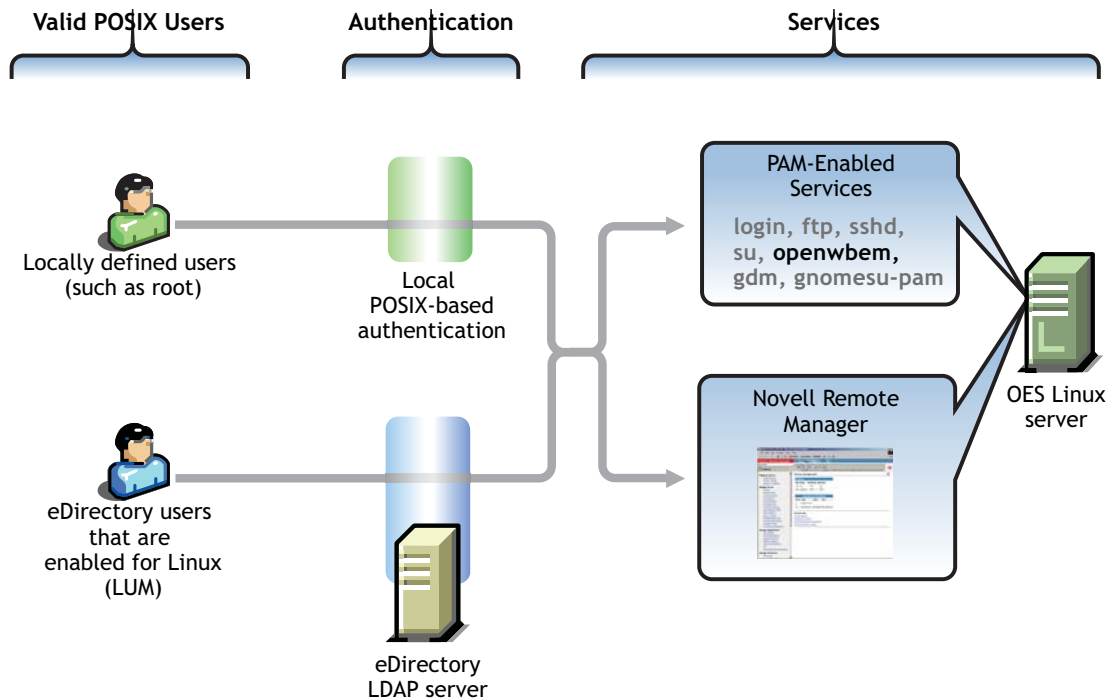 Valid POSIX Users
Authentication
Services
PAM-Enabled
Services
login, ftp, sshd,
su, openwbem,
gdm, gnomesu-pam
Locally defined users
(such as root)
Local
POSIX-based
authentication
OES Linux
server
Novell Remote
Manager
eDirectory users
that are
enabled for Linux
(LUM)
eDirectory
LDAP server